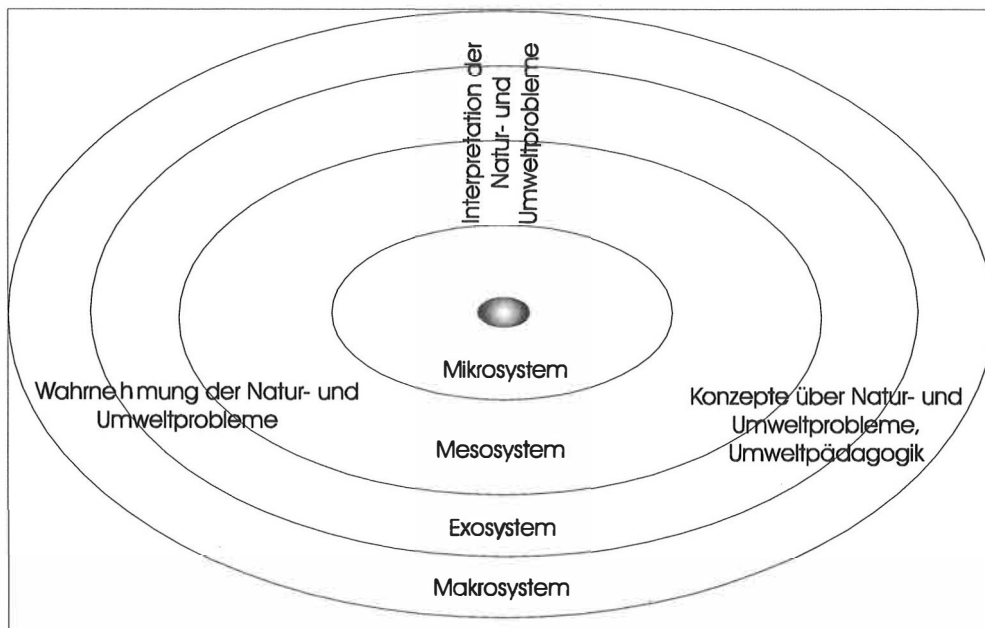 Interpretation der
Natur- und
Umweltprobleme
Mikrosystem
Wahrnehmung der Natur- und
Umweltprobleme
Konzepte über Natur- und
Umweltprobleme,
Umweltpädagogik
Mesosystem
Exosystem
Makrosystem